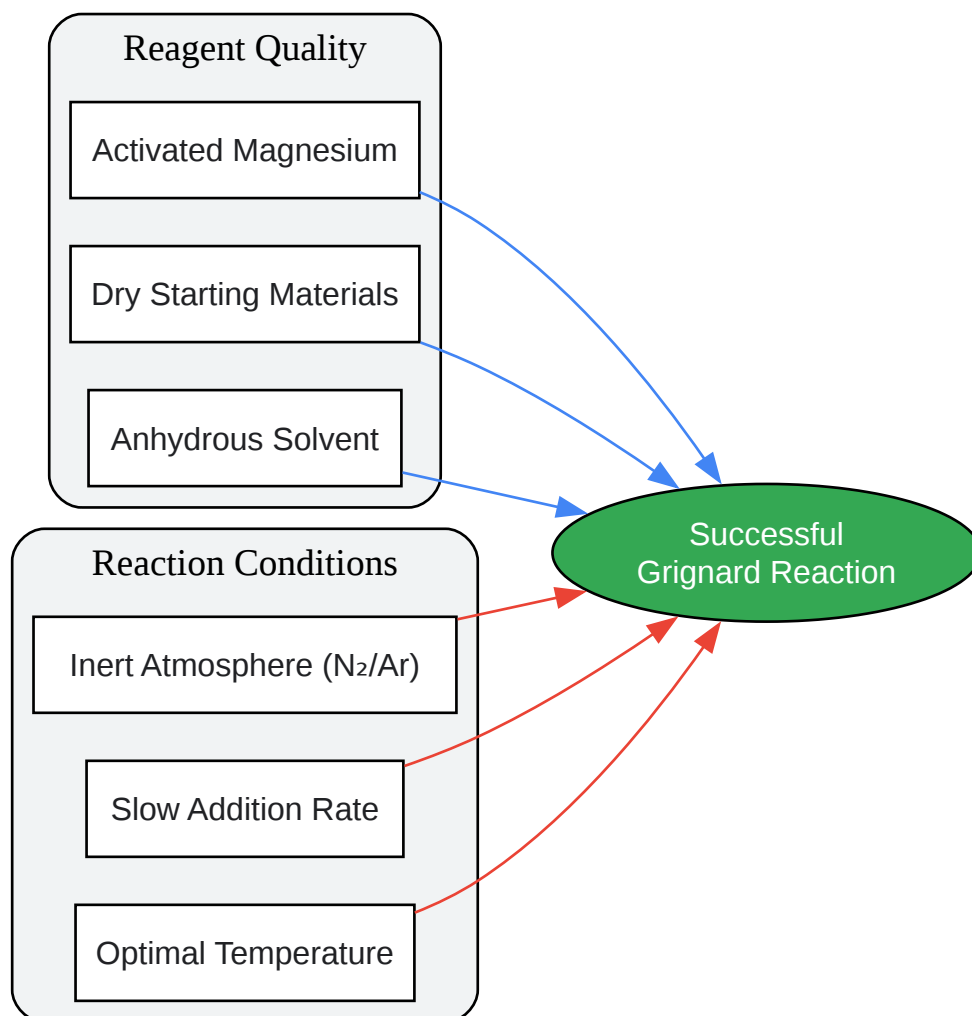 Reagent Quality
Activated Magnesium
Dry Starting Materials
Anhydrous Solvent
Reaction Conditions
Inert Atmosphere (N₂/Ar)
Slow Addition Rate
Optimal Temperature
Successful
Grignard Reaction